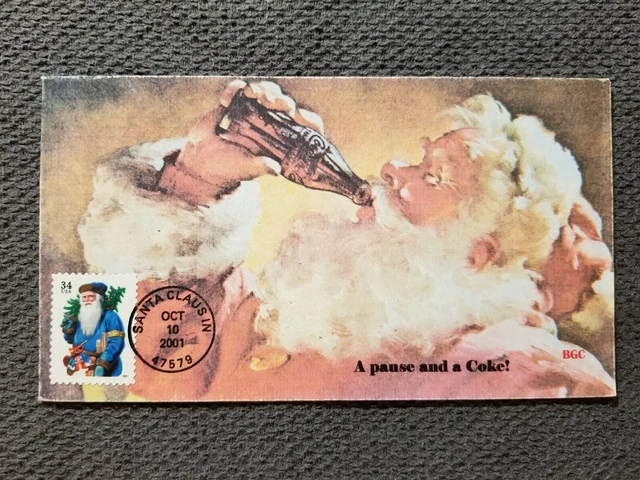 34
USA
SANTA CLAUS IN
OCT
10
2001
47579
A pause and a Coke!
BGC